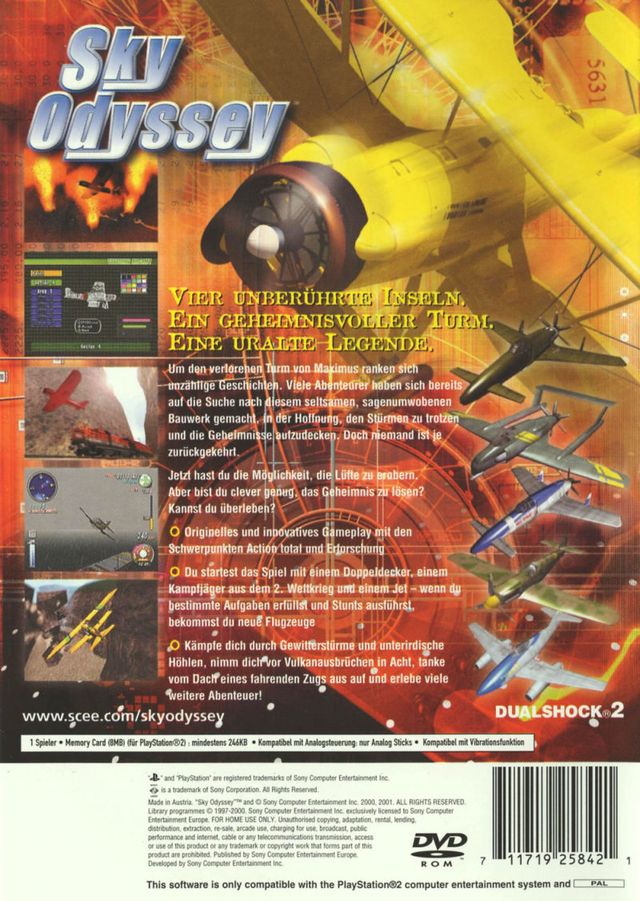 Sky
Odyssey™
5631
VIER UNBERÜHRTE INSELN.
EIN GEHEIMNISVOLLER TURM.
EINE URALTE LEGENDE.
Um den verlorenen Turm von Maximus ranken sich
unzählige Geschichten. Viele Abenteurer haben sich bereits
auf die Suche nach diesem seltsamen, sagenumwobenen
Bauwerk gemacht, in der Hoffnung, den Stürmen zu trotzen
und die Geheimnisse aufzudecken. Doch niemand ist je
zurückgekehrt.
Jetzt hast du die Möglichkeit, die Lüfte zu erobern.
Aber bist du clever genug, das Geheimnis zu lösen?
Kannst du überleben?
Originelles und innovatives Gameplay mit den
Schwerpunkten Action total und Erforschung
Du startest das Spiel mit einem Doppeldecker, einem
Kampfjäger aus dem 2. Weltkrieg und einem Jet – wenn du
bestimmte Aufgaben erfüllst und Stunts ausführst,
bekommst du neue Flugzeuge
Kämpfe dich durch Gewitterstürme und unterirdische
Höhlen, nimm dich vor Vulkanausbrüchen in Acht, tanke
vom Dach eines fahrenden Zugs aus auf und erlebe viele
weitere Abenteuer!
www.scee.com/skyodyssey
DUALSHOCK®2
1 Spieler • Memory Card (8MB) (für PlayStation®2) : mindestens 246KB • Kompatibel mit Analogsteuerung: nur Analog Sticks • Kompatibel mit Vibrationsfunktion
" and "PlayStation" are registered trademarks of Sony Computer Entertainment Inc.
is a trademark of Sony Corporation. All Rights Reserved.
Made in Austria. "Sky Odyssey"™ and © Sony Computer Entertainment Inc. 2000, 2001. ALL RIGHTS RESERVED.
Library programmes © 1997-2000. Sony Computer Entertainment Inc. exclusively licensed to Sony Computer
Entertainment Europe. FOR HOME USE ONLY. Unauthorised copying, adaptation, rental, lending,
distribution, extraction, re-sale, arcade use, charging for use, broadcast, public
performance and internet, cable or any telecommunications transmission, access
or use of this product or any trademark or copyright work that forms part of this
product are prohibited. Published by Sony Computer Entertainment Europe.
Developed by Sony Computer Entertainment Inc.
DVD
ROM
7 11719 25842 1
This software is only compatible with the PlayStation®2 computer entertainment system and PAL